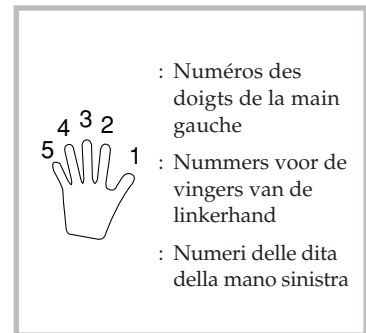 5 4 3 2 1
: Numéros des
doigts de la main
gauche
: Nummers voor de
vingers van de
linkerhand
: Numeri delle dita
della mano sinistra